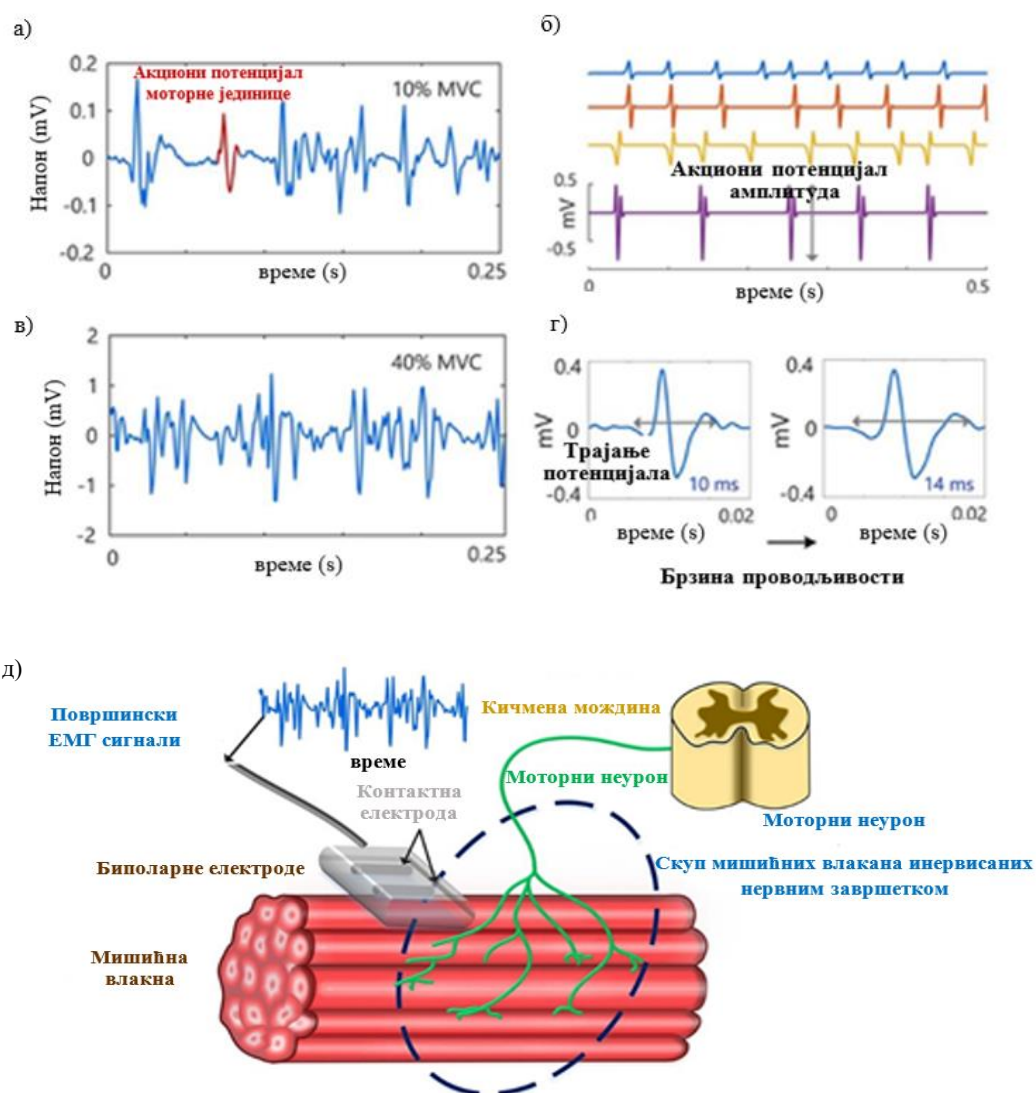 а)
0.2
0.1
0
-0.1
-0.2
Напон (mV)
Акциони потенцијал
моторне јединице
10% MVC
0
0.25
време (s)
б)
Акциони потенцијал
амплитуда
0.5
mV
-0.5
0
0.5
време (s)
в)
2
1
0
-1
-2
Напон (mV)
40% MVC
0
0.25
време (s)
г)
0.4
0
-0.4
mV
Трајање
потенцијала
10 ms
0
0.02
време (s)
0.4
0
-0.4
mV
14 ms
0
0.02
време (s)
Брзина проводљивости
д)
Површински
ЕМГ сигнали
време
Контактна
електрода
Биполарне електроде
Мишићна
влакна
Кичмена мождина
Моторни неурон
Моторни неурон
Скуп мишићних влакана инервисаних
нервним завршетком